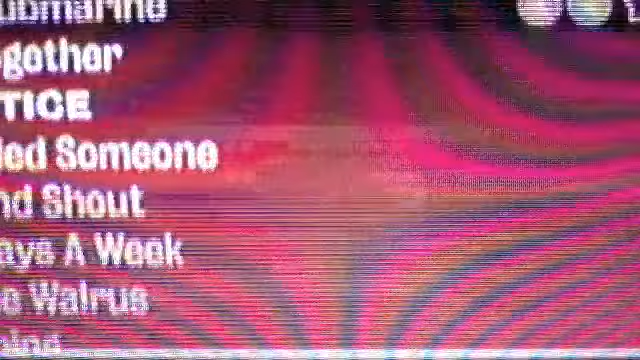 ubmarine
gether
TICE
ded Someone
nd Shout
ays A Week
e Walrus